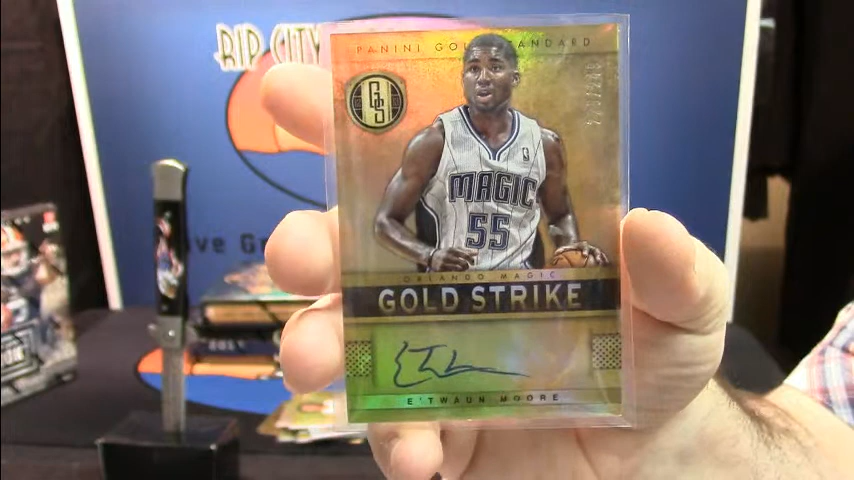 RIP CITY
PANINI GOLD STANDARD
GS
MAGIC
55
ORLANDO MAGIC
GOLD STRIKE
E'TWAUN MOORE